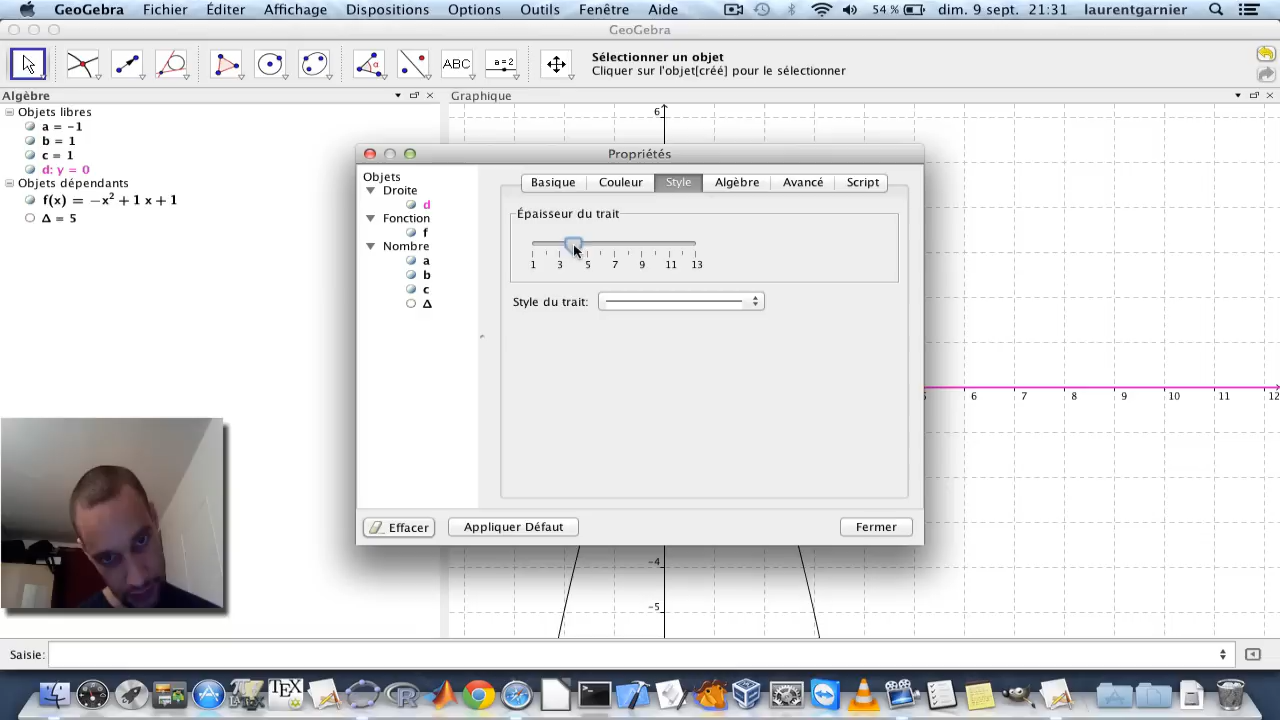 GeoGebra Fichier Éditer Affichage Dispositions Options Outils Fenêtre Aide 54 % dim. 9 sept. 21:31 laurentgarnier
GeoGebra
ABC a=2
Sélectionner un objet
Cliquer sur l'objet[créé] pour le sélectionner
Algèbre
Graphique
Objets libres
a = −1
b = 1
c = 1
d: y = 0
Objets dépendants
f(x) = −x² + 1 x + 1
Δ = 5
6
Propriétés
Objets
Droite
d
Fonction
f
Nombre
a
b
c
Δ
Basique Couleur Style Algèbre Avancé Script
Épaisseur du trait
1 3 5 7 9 11 13
Style du trait:
Effacer
Appliquer Défaut
Fermer
5 6 7 8 9 10 11 12
−4
−5
Saisie:
TEX